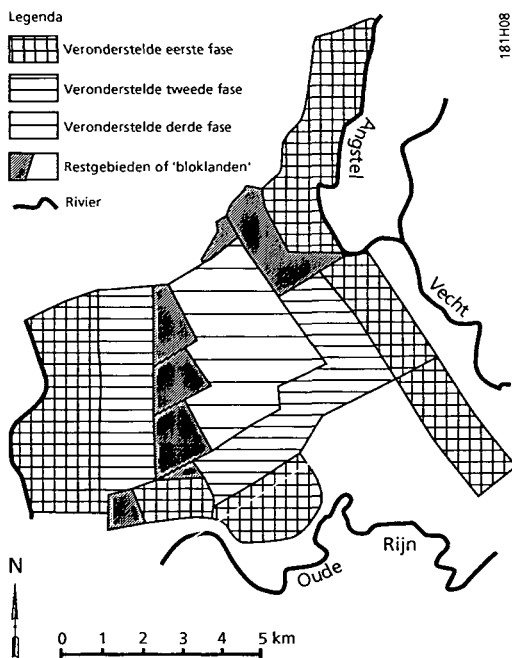 Legenda
Veronderstelde eerste fase
Veronderstelde tweede fase
Veronderstelde derde fase
Restgebieden of 'bloklanden'
Rivier
181H08
Angstel
Vecht
Oude
Rijn
N
0 1 2 3 4 5 km